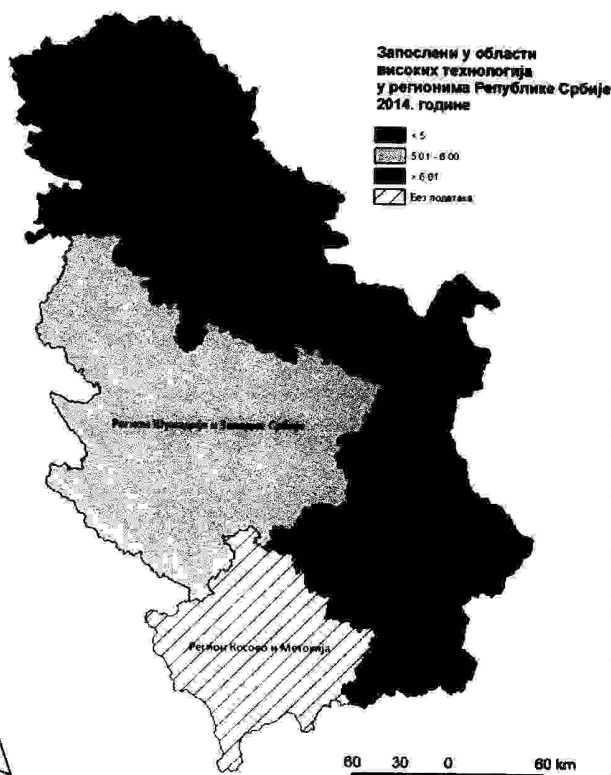 Запослени у области
високих технологија
у регионима Републике Србије
2014. године
< 5
5 01 - 6 00
> 6 01
Без података
Регион Шумадије и Западне Србије
Регион Косово и Метохија
60 30 0 60 km